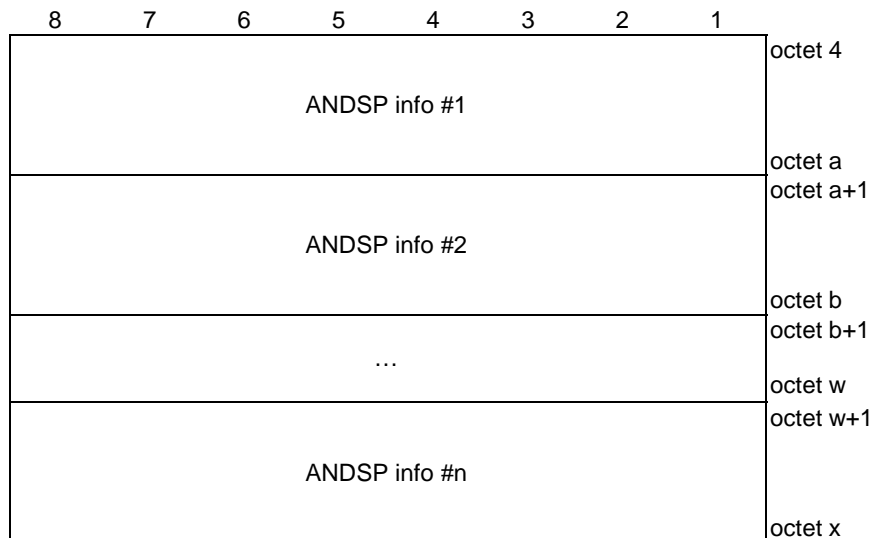 8 7 6 5 4 3 2 1
octet 4
ANDSP info #1
octet a
octet a+1
ANDSP info #2
octet b
octet b+1
…
octet w
octet w+1
ANDSP info #n
octet x